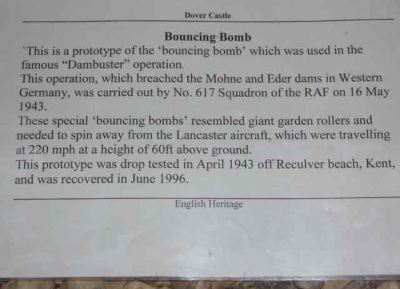 Dover Castle
Bouncing Bomb
`This is a prototype of the ‘bouncing bomb’ which was used in the
famous “Dambuster” operation.
This operation, which breached the Mohne and Eder dams in Western
Germany, was carried out by No. 617 Squadron of the RAF on 16 May
1943.
These special ‘bouncing bombs’ resembled giant garden rollers and
needed to spin away from the Lancaster aircraft, which were travelling
at 220 mph at a height of 60ft above ground.
This prototype was drop tested in April 1943 off Reculver beach, Kent,
and was recovered in June 1996.
English Heritage